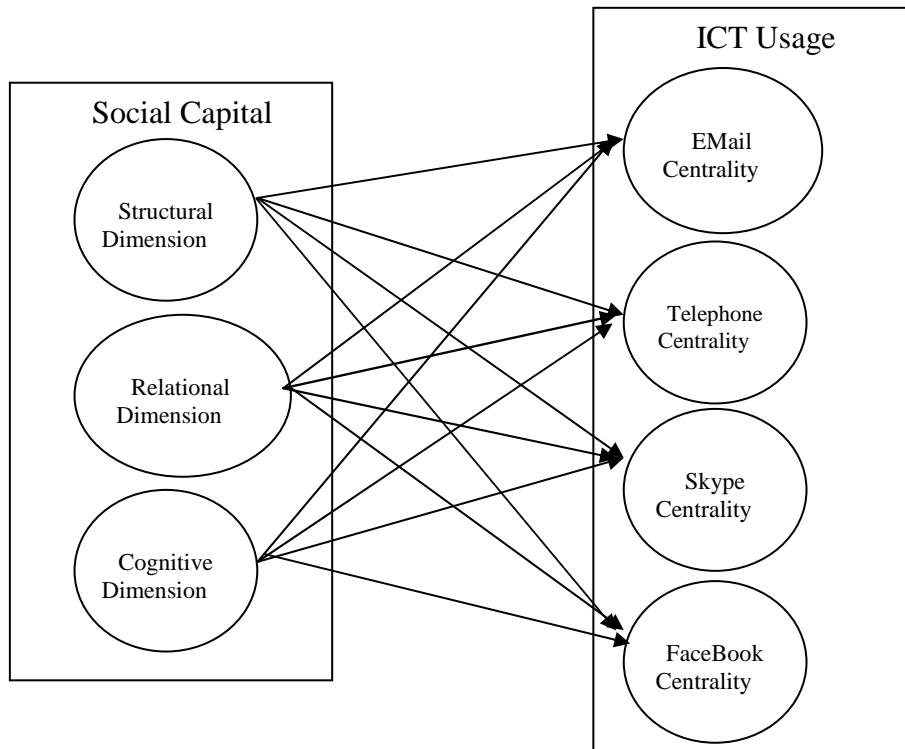 Social Capital
Structural
Dimension
Relational
Dimension
Cognitive
Dimension
ICT Usage
EMail
Centrality
Telephone
Centrality
Skype
Centrality
FaceBook
Centrality